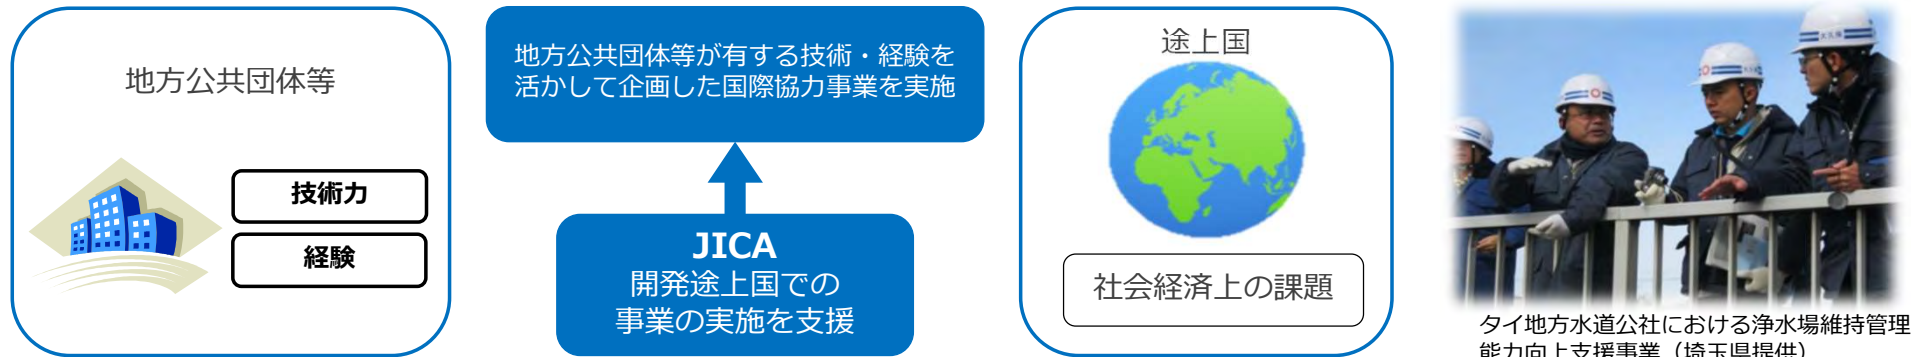 地方公共団体等
技術力
経験
地方公共団体等が有する技術・経験を
活かして企画した国際協力事業を実施
JICA
開発途上国での
事業の実施を支援
途上国
社会経済上の課題
タイ地方水道公社における浄水場維持管理
能力向上支援事業（埼玉県提供）